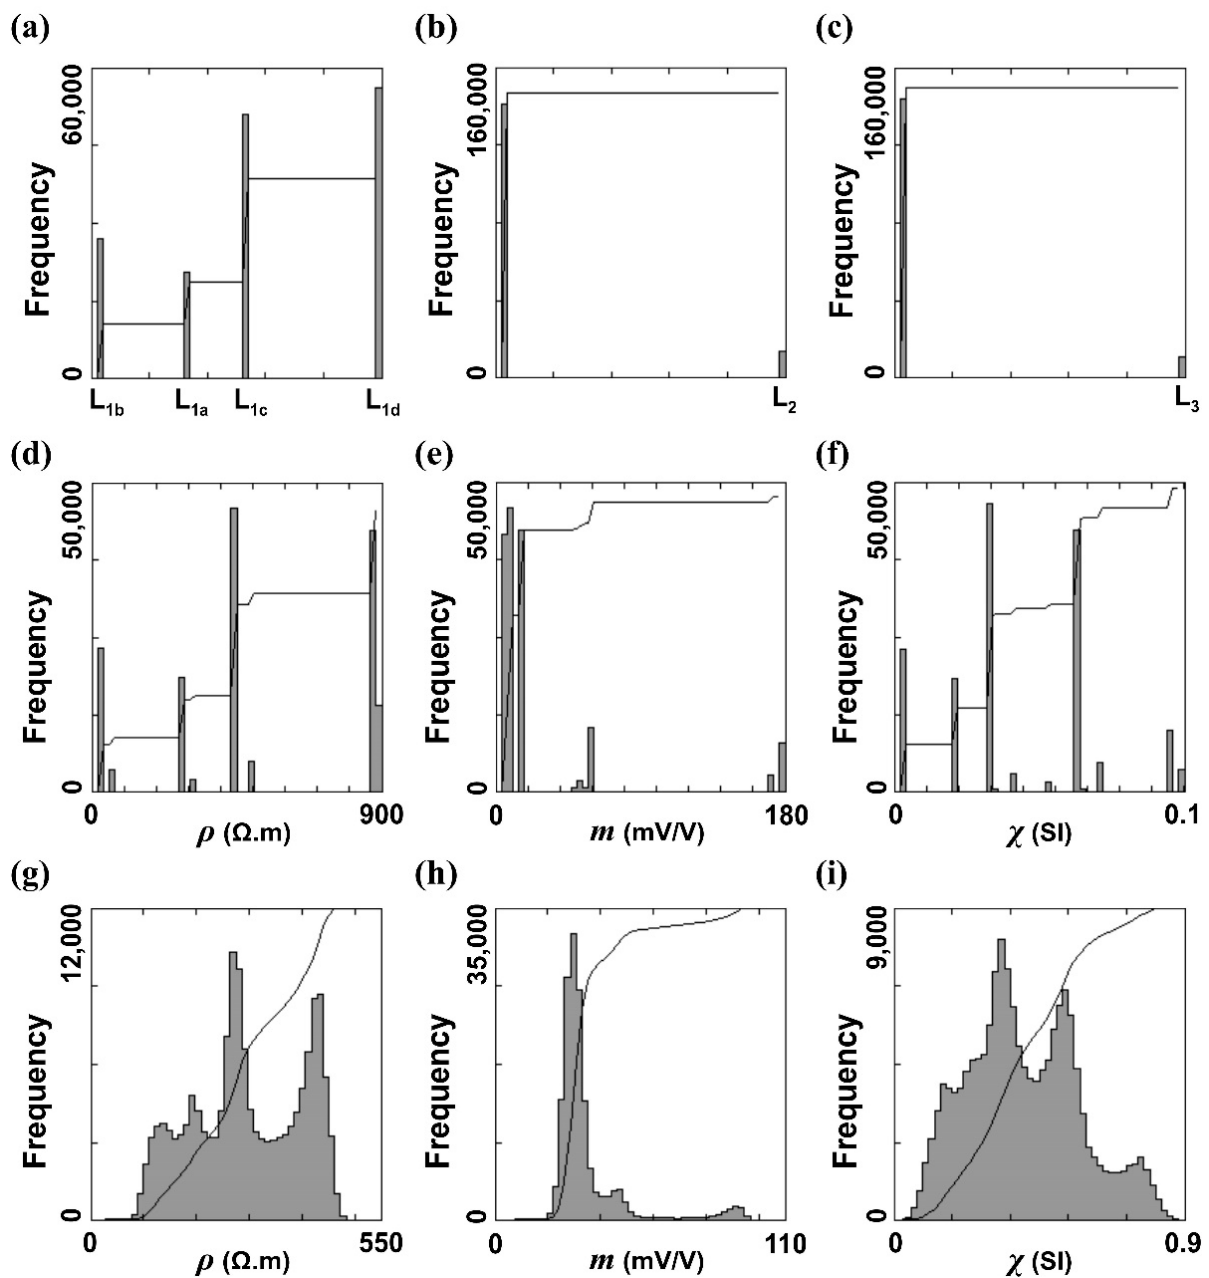 (a)
(b)
(c)
60,000
160,000
160,000
Frequency
Frequency
Frequency
0
0
0
L1b L1a L1c L1d
L2
L3
(d)
(e)
(f)
50,000
50,000
50,000
Frequency
Frequency
Frequency
0
0
0
0 ρ (Ω.m) 900
0 m (mV/V) 180
0 χ (SI) 0.1
(g)
(h)
(i)
12,000
35,000
9,000
Frequency
Frequency
Frequency
0
0
0
0 ρ (Ω.m) 550
0 m (mV/V) 110
0 χ (SI) 0.9